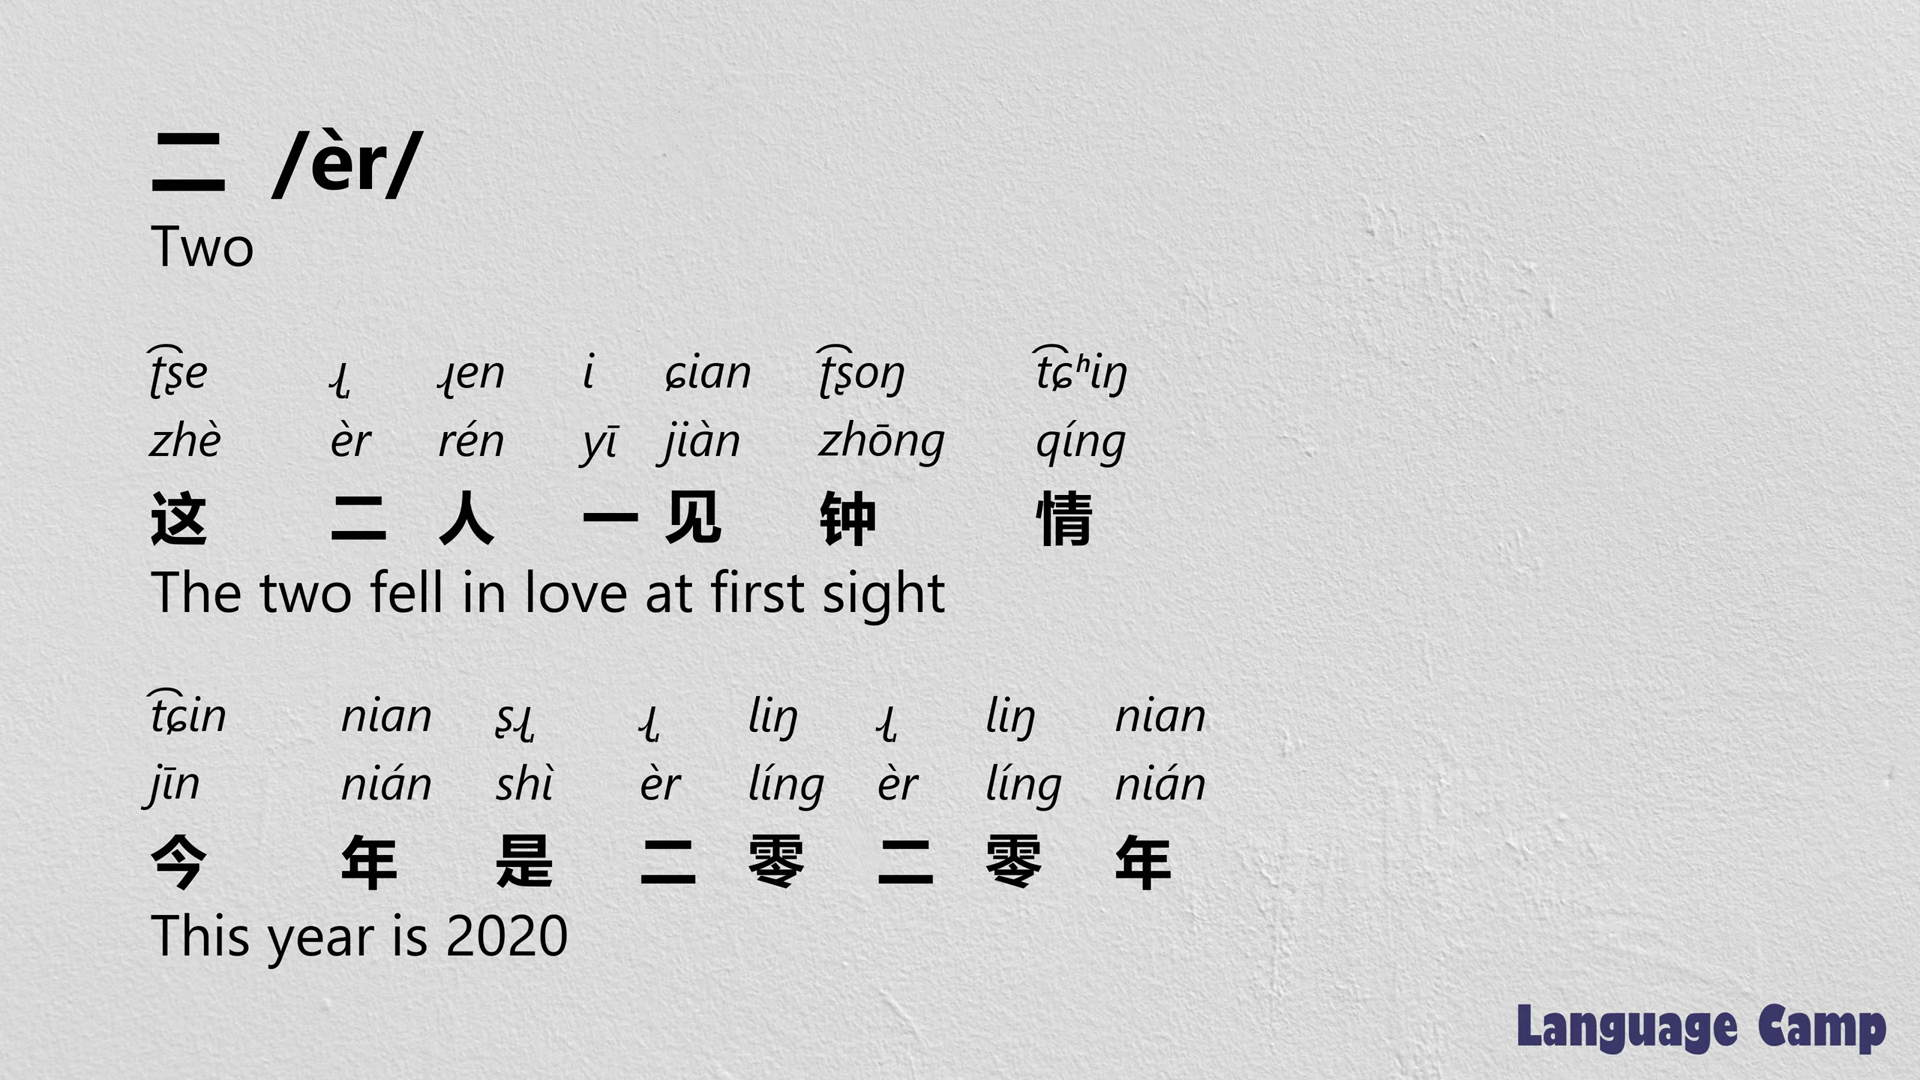 二 /èr/
Two
ʈ͡ʂe ɻ ɻen i ɕian ʈ͡ʂoŋ t͡ɕʰiŋ
zhè èr rén yī jiàn zhōng qíng
这 二 人 一 见 钟 情
The two fell in love at first sight
t͡ɕin nian ʂɻ ɻ liŋ ɻ liŋ nian
jīn nián shì èr líng èr líng nián
今 年 是 二 零 二 零 年
This year is 2020
Language Camp